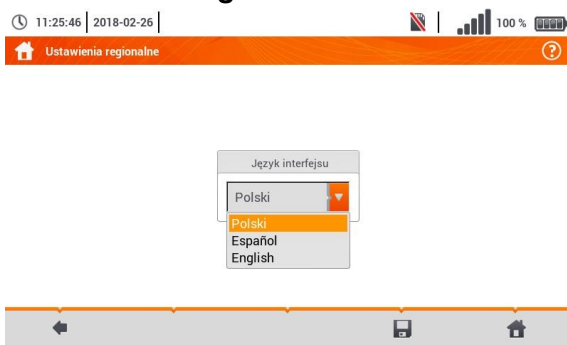 11:25:46 2018-02-26 100 %
Ustawienia regionalne ?
Język interfejsu
Polski
Polski
Español
English